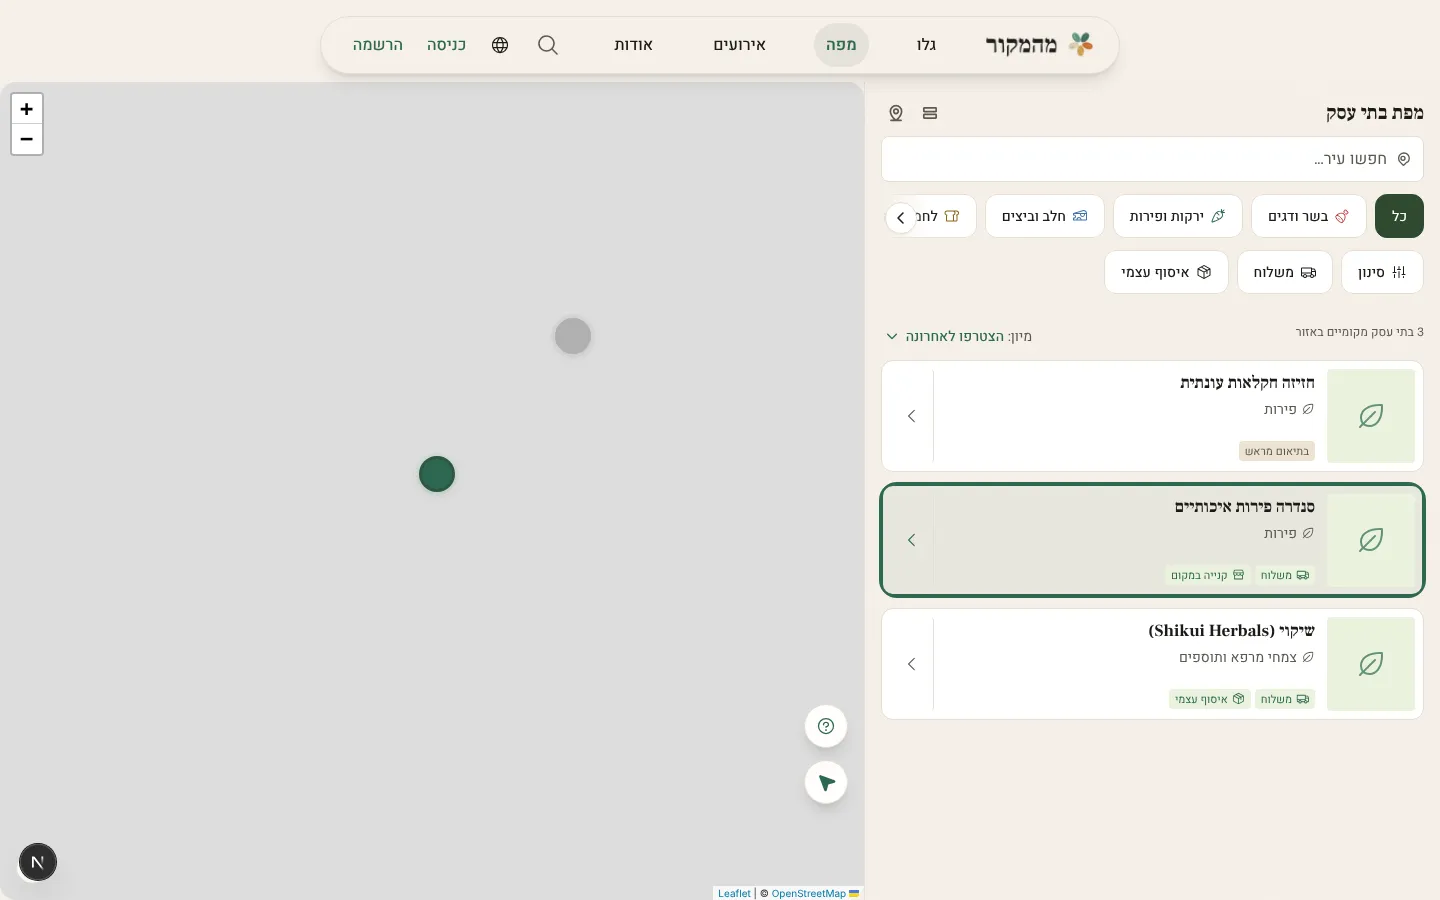 מהמקור
גלו
מפה
אירועים
אודות
כניסה
הרשמה
מפת בתי עסק
חפשו עיר...
כל
בשר ודגים
ירקות ופירות
חלב וביצים
סינון
משלוח
איסוף עצמי
3 בתי עסק מקומיים באזור
מיון: הצטרפו לאחרונה
חזיזה חקלאות עונתית
פירות
בתיאום מראש
סנדרה פירות איכותיים
פירות
משלוח
קנייה במקום
שיקוי (Shikui Herbals)
צמחי מרפא ותוספים
משלוח
איסוף עצמי
+
−
N
Leaflet | © OpenStreetMap